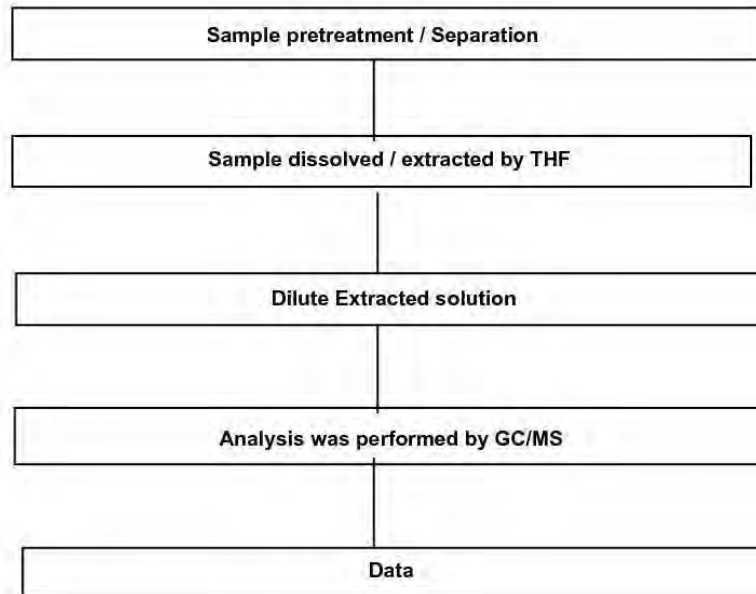 Sample pretreatment / Separation
Sample dissolved / extracted by THF
Dilute Extracted solution
Analysis was performed by GC/MS
Data